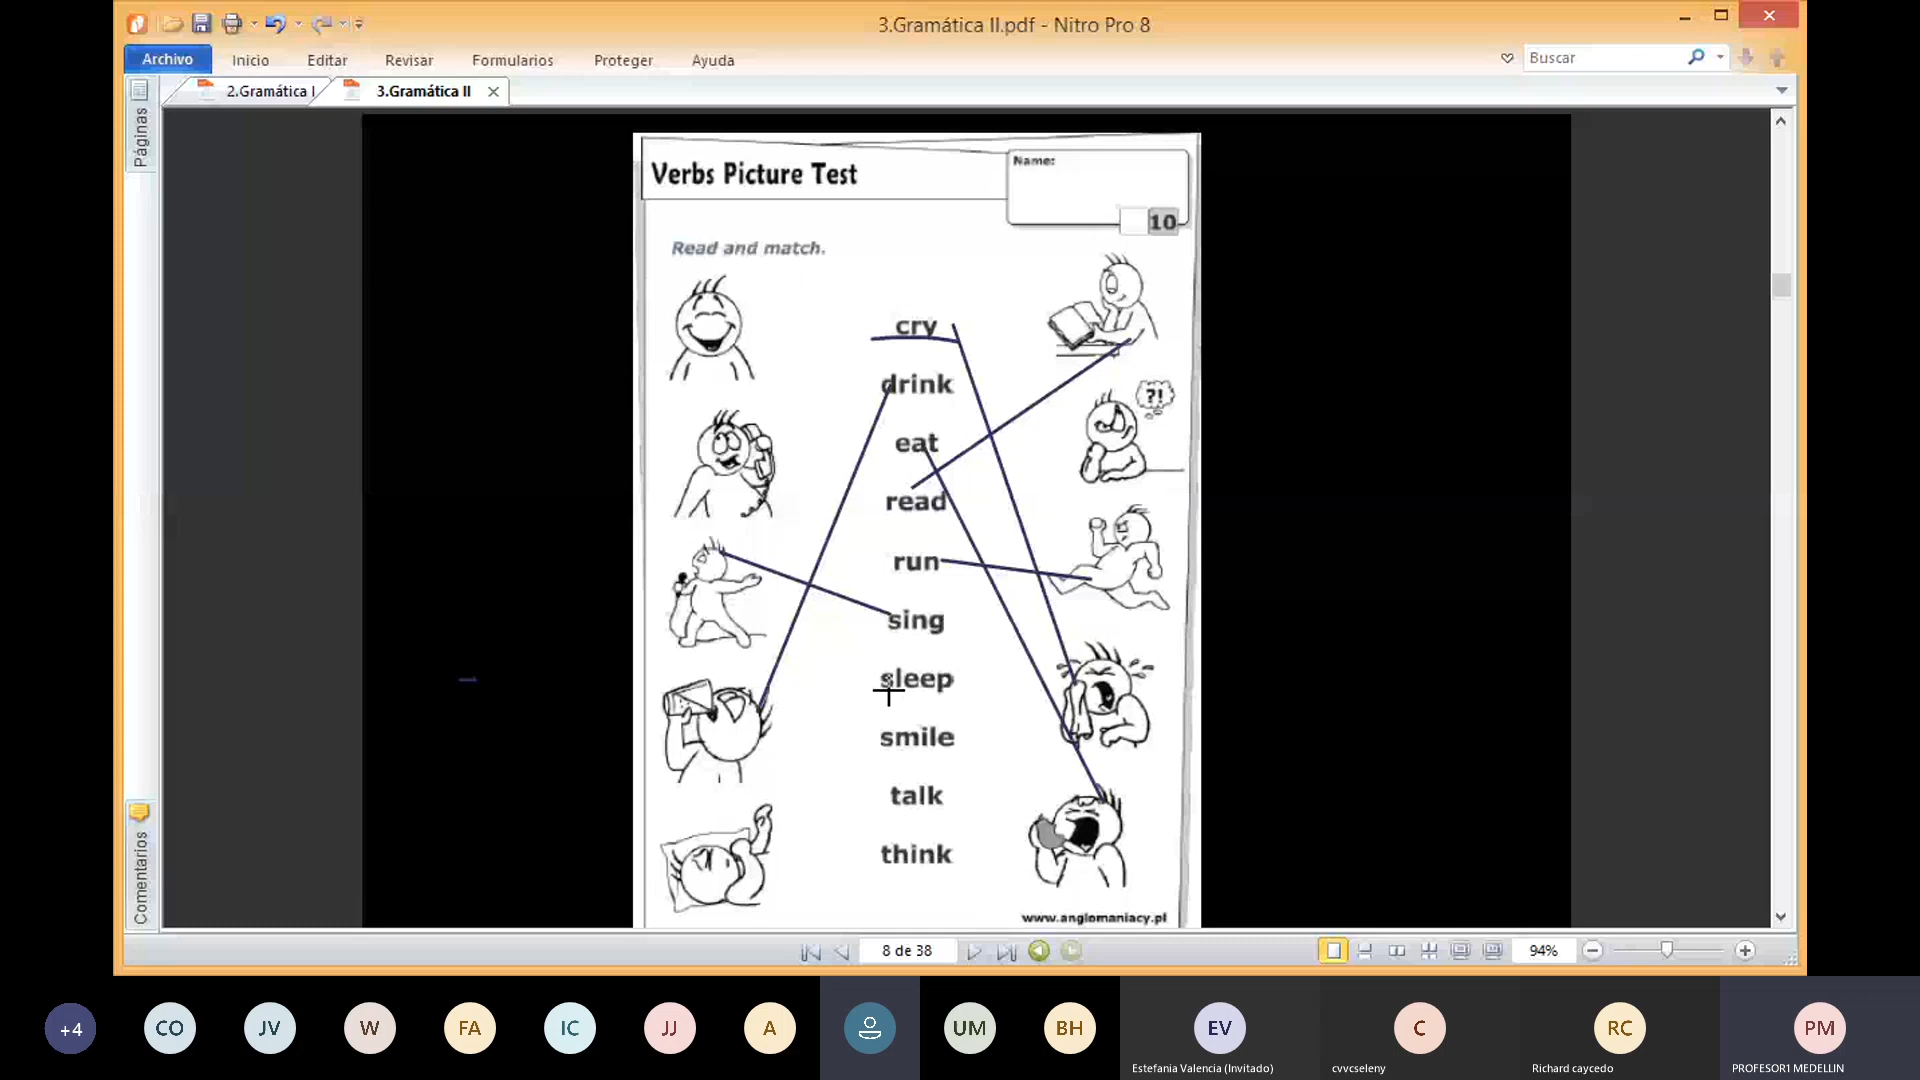 3.Gramática II.pdf - Nitro Pro 8
Archivo Inicio Editar Revisar Formularios Proteger Ayuda
Buscar
2.Gramática I 3.Gramática II
Páginas
Comentarios
Verbs Picture Test
Name:
10
Read and match.
?!
cry
drink
eat
read
run
sing
sleep
smile
talk
think
www.anglomaniacy.pl
8 de 38
94%
+4 CO JV W FA IC JJ A UM BH EV C RC PM
Estefania Valencia (Invitado) cvvcseleny Richard caycedo PROFESOR1 MEDELLIN